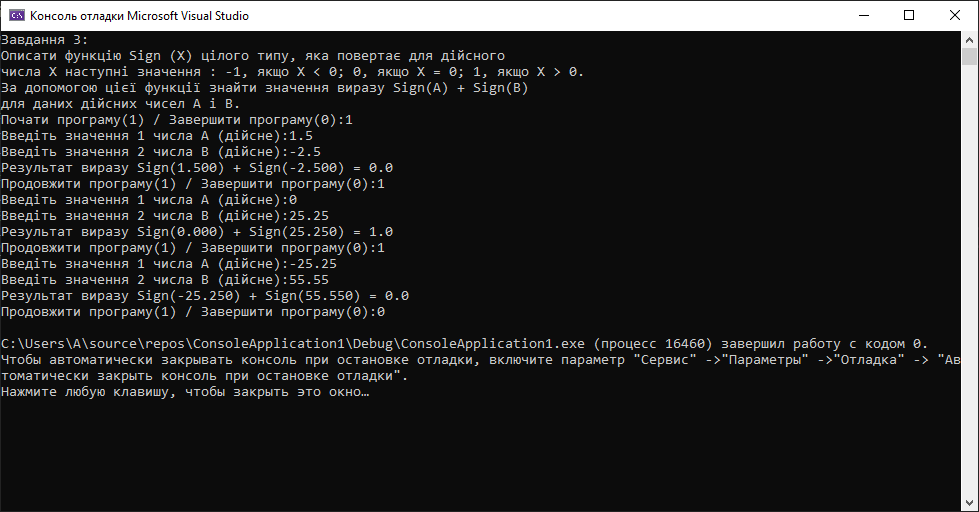 Консоль отладки Microsoft Visual Studio
Завдання 3:
Описати функцію Sign (X) цілого типу, яка повертає для дійсного
числа X наступні значення : -1, якщо X < 0; 0, якщо X = 0; 1, якщо X > 0.
За допомогою цієї функції знайти значення виразу Sign(A) + Sign(B)
для даних дійсних чисел A і B.
Почати програму(1) / Завершити програму(0):1
Введіть значення 1 числа A (дійсне):1.5
Введіть значення 2 числа B (дійсне):-2.5
Результат виразу Sign(1.500) + Sign(-2.500) = 0.0
Продовжити програму(1) / Завершити програму(0):1
Введіть значення 1 числа A (дійсне):0
Введіть значення 2 числа B (дійсне):25.25
Результат виразу Sign(0.000) + Sign(25.250) = 1.0
Продовжити програму(1) / Завершити програму(0):1
Введіть значення 1 числа A (дійсне):-25.25
Введіть значення 2 числа B (дійсне):55.55
Результат виразу Sign(-25.250) + Sign(55.550) = 0.0
Продовжити програму(1) / Завершити програму(0):0
C:\Users\A\source\repos\ConsoleApplication1\Debug\ConsoleApplication1.exe (процесс 16460) завершил работу с кодом 0.
Чтобы автоматически закрывать консоль при остановке отладки, включите параметр "Сервис" ->"Параметры" ->"Отладка" -> "Ав
томатически закрыть консоль при остановке отладки".
Нажмите любую клавишу, чтобы закрыть это окно…